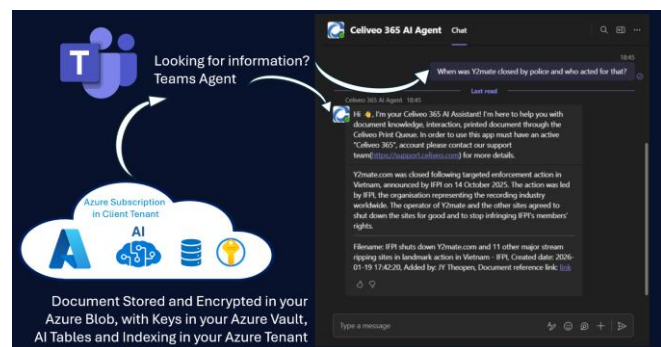 T
Looking for information?
Teams Agent
Azure Subscription
in Client Tenant
AI
Document Stored and Encrypted in your
Azure Blob, with Keys in your Azure Vault,
AI Tables and Indexing in your Azure Tenant
Celiveo 365 AI Agent Chat
18:45
When was Y2mate closed by police and who acted for that?
Last read
Celiveo 365 AI Agent 18:45
Hi 👋, I'm your Celiveo 365 AI Assistant! I'm here to help you with
document knowledge, interaction, printed document through the
Celiveo Print Queue. In order to use this app must have an active
"Celiveo 365", account please contact our support
team(https://support.celiveo.com) for more details.
Y2mate.com was closed following targeted enforcement action in
Vietnam, announced by IFPI on 14 October 2025. The action was led
by IFPI, the organisation representing the recording industry
worldwide. The operator of Y2mate and the other sites agreed to
shut down the sites for good and to stop infringing IFPI's members'
rights.
Filename: IFPI shuts down Y2mate.com and 11 other major stream
ripping sites in landmark action in Vietnam - IFPI, Created date: 2026-
01-19 17:42:20, Added by: JY Theopen, Document reference link: link
Type a message